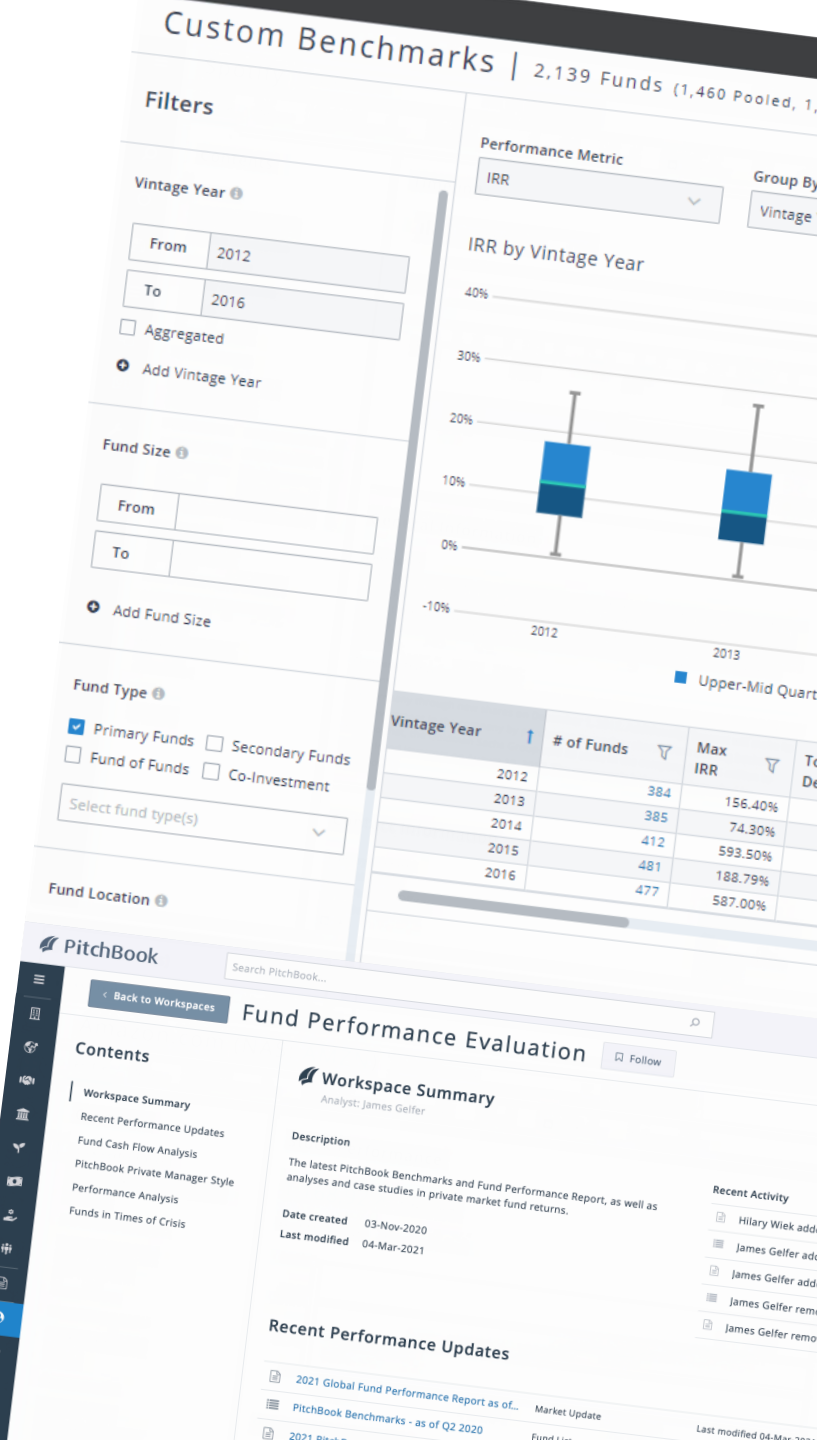 Custom Benchmarks | 2,139 Funds (1,460 Pooled, 1,
Filters
Vintage Year
From 2012
To 2016
Aggregated
Add Vintage Year
Fund Size
From
To
Add Fund Size
Fund Type
Primary Funds Secondary Funds
Fund of Funds Co-Investment
Select fund type(s)
Fund Location
Performance Metric Group By
IRR Vintage
IRR by Vintage Year
40%
30%
20%
10%
0%
-10%
2012 2013
Upper-Mid Quart
Vintage Year # of Funds Max IRR To De
2012 384 156.40%
2013 385 74.30%
2014 412 593.50%
2015 481 188.79%
2016 477 587.00%
PitchBook Search PitchBook...
Back to Workspaces Fund Performance Evaluation Follow
Contents
Workspace Summary
Recent Performance Updates
Fund Cash Flow Analysis
PitchBook Private Manager Style
Performance Analysis
Funds in Times of Crisis
Workspace Summary
Analyst: James Gelfer
Description
The latest PitchBook Benchmarks and Fund Performance Report, as well as
analyses and case studies in private market fund returns.
Date created 03-Nov-2020
Last modified 04-Mar-2021
Recent Activity
Hilary Wiek adde
James Gelfer add
James Gelfer adde
James Gelfer remo
James Gelfer remo
Recent Performance Updates
2021 Global Fund Performance Report as of... Market Update Last modified 04-Mar-2021
PitchBook Benchmarks - as of Q2 2020
2021